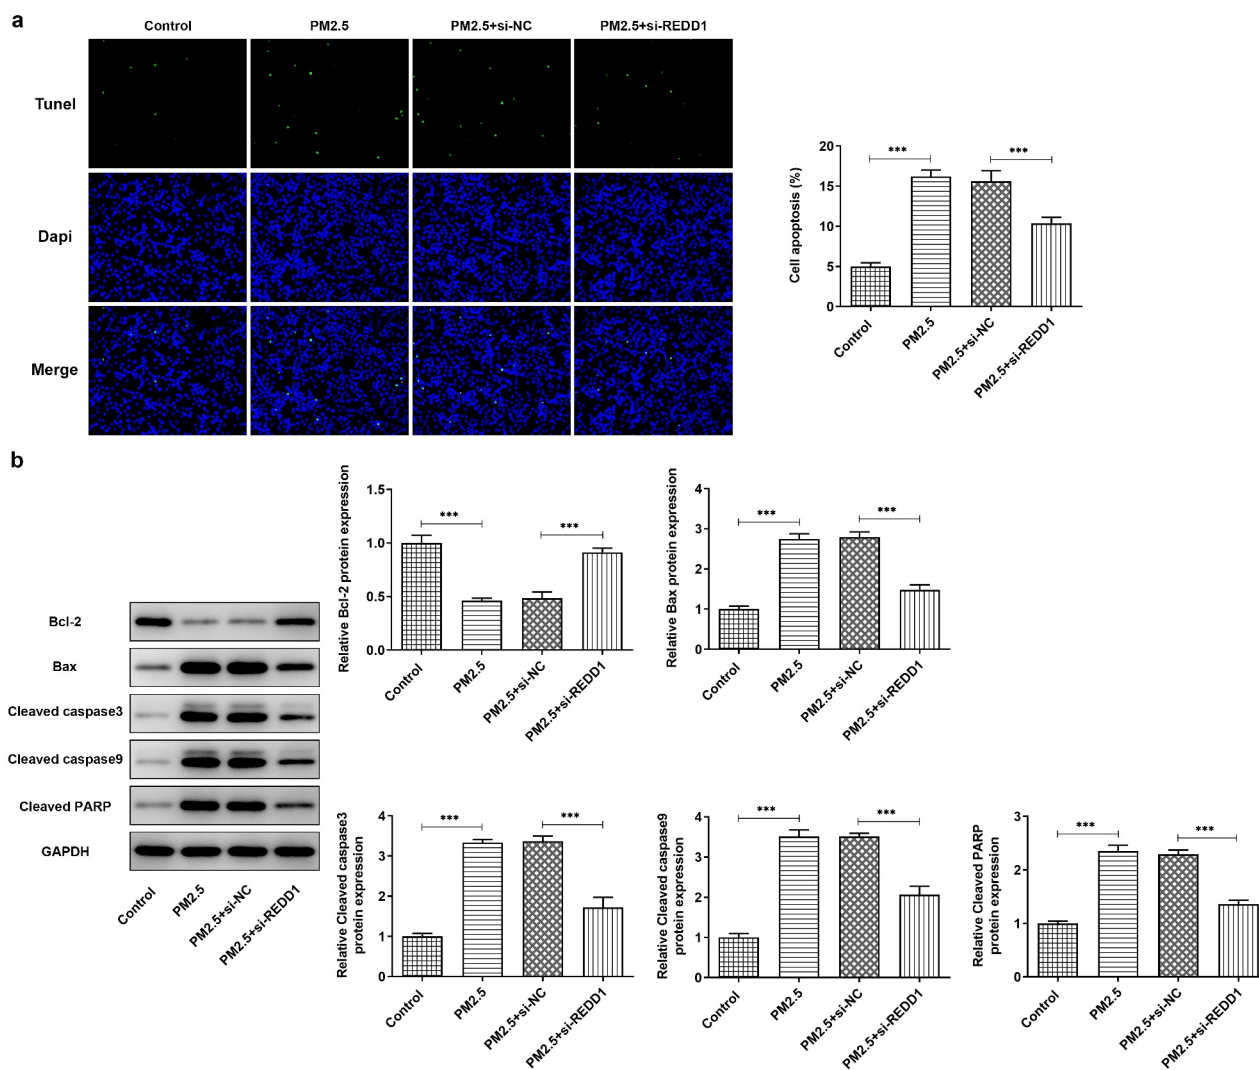 a
Control
PM2.5
PM2.5+si-NC
PM2.5+si-REDD1
Tunel
Dapi
Merge
Cell apoptosis (%)
20
15
10
5
0
***
***
Control
PM2.5
PM2.5+si-NC
PM2.5+si-REDD1
b
Bcl-2
Bax
Cleaved caspase3
Cleaved caspase9
Cleaved PARP
GAPDH
Control
PM2.5
PM2.5+si-NC
PM2.5+si-REDD1
Relative Bcl-2 protein expression
1.5
1.0
0.5
0.0
***
***
Control
PM2.5
PM2.5+si-NC
PM2.5+si-REDD1
Relative Bax protein expression
4
3
2
1
0
***
***
Control
PM2.5
PM2.5+si-NC
PM2.5+si-REDD1
Relative Cleaved caspase3
protein expression
4
3
2
1
0
***
***
Control
PM2.5
PM2.5+si-NC
PM2.5+si-REDD1
Relative Cleaved caspase9
protein expression
4
3
2
1
0
***
***
Control
PM2.5
PM2.5+si-NC
PM2.5+si-REDD1
Relative Cleaved PARP
protein expression
3
2
1
0
***
***
Control
PM2.5
PM2.5+si-NC
PM2.5+si-REDD1